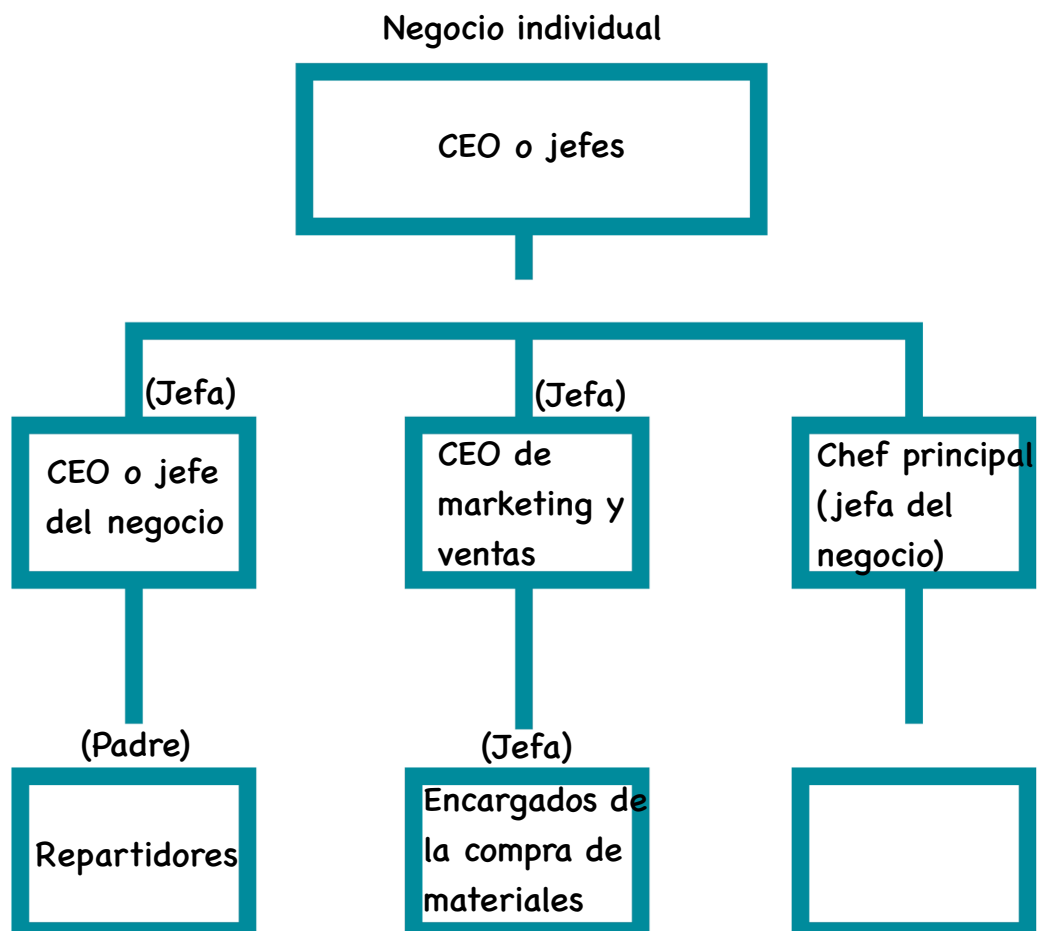 Negocio individual
CEO o jefes
(Jefa)
CEO o jefe
del negocio
(Jefa)
CEO de
marketing y
ventas
Chef principal
(jefa del
negocio)
(Padre)
Repartidores
(Jefa)
Encargados de
la compra de
materiales